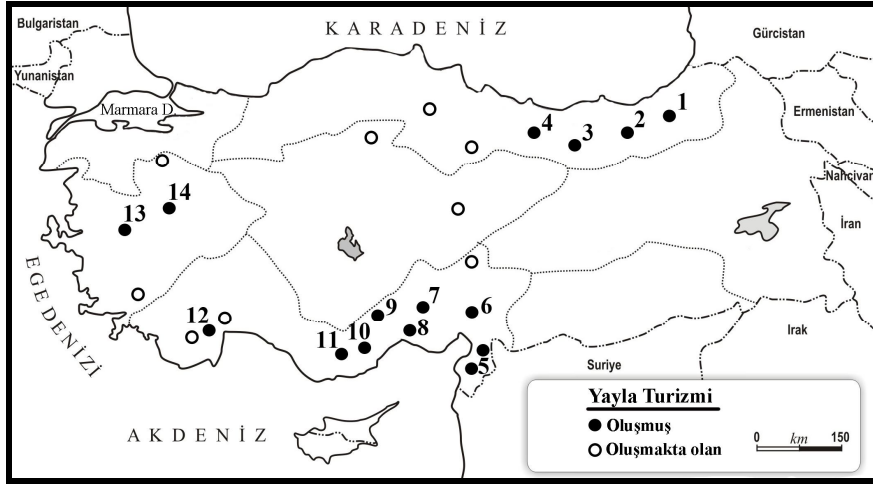 Bulgaristan
KARADENİZ
Gürcistan
Yunanistan
Marmara D
Ermenistan
1
2
3
4
Nahcivan
İran
14
13
EGE DENİZİ
12
11
10
9
8
7
6
5
Irak
Suriye
AKDENİZ
Yayla Turizmi
Oluşmuş
Oluşmakta olan
0 km 150